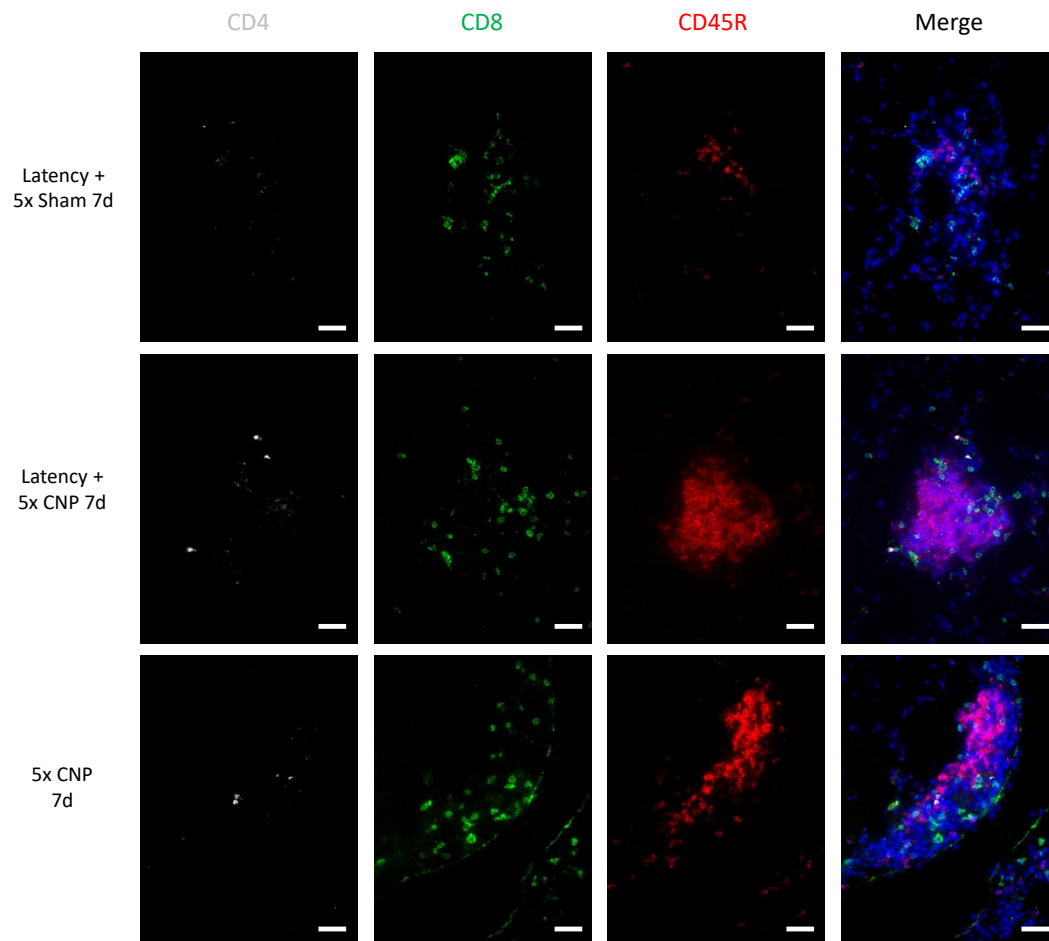 CD4 CD8 CD45R Merge
Latency +
5x Sham 7d
Latency +
5x CNP 7d
5x CNP
7d